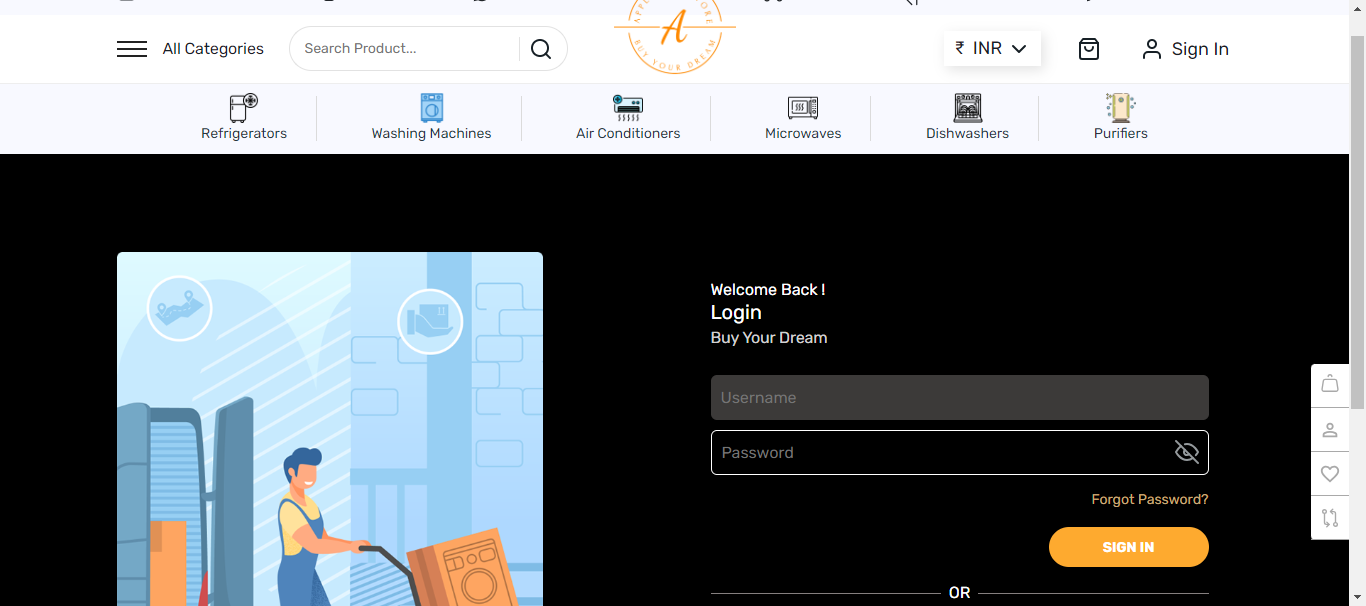 All Categories
Search Product...
A
BUY YOUR DREAM
₹ INR
Sign In
Refrigerators
Washing Machines
Air Conditioners
Microwaves
Dishwashers
Purifiers
Welcome Back !
Login
Buy Your Dream
Username
Password
Forgot Password?
SIGN IN
OR